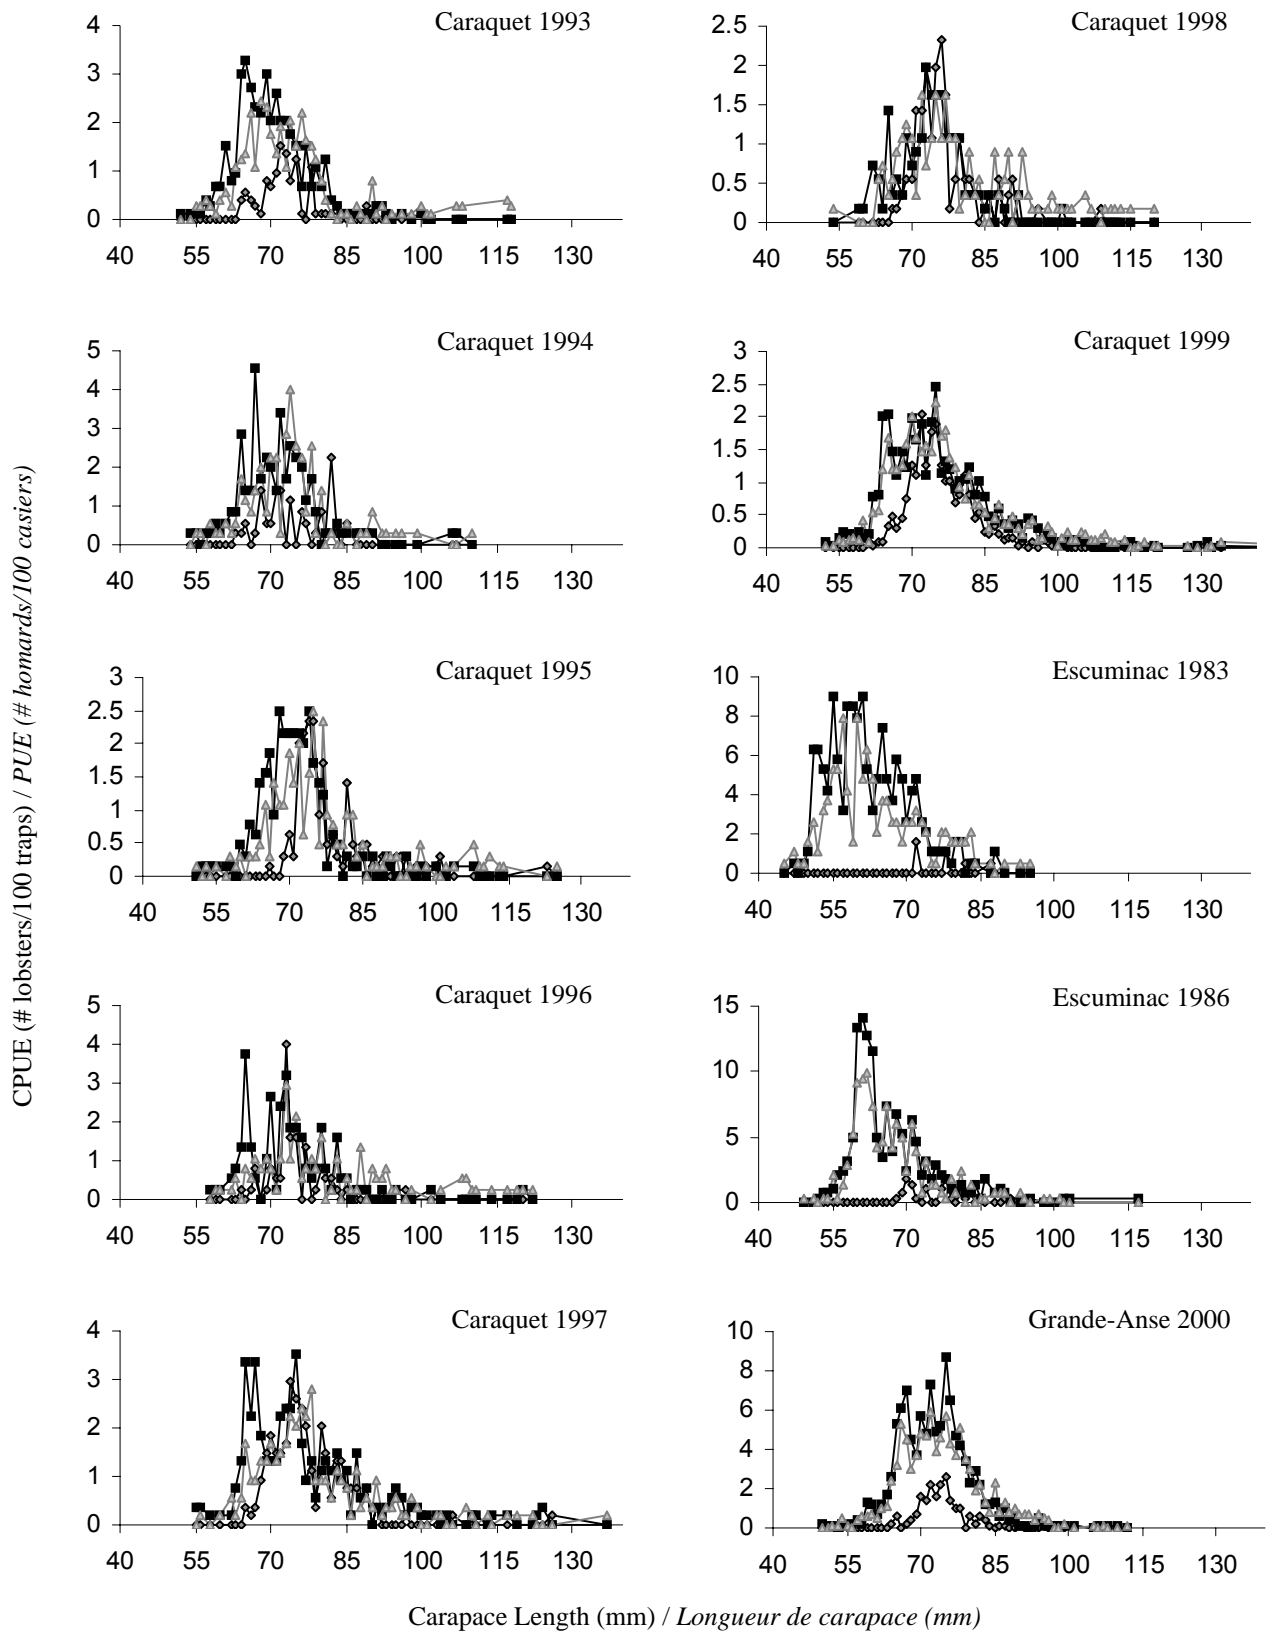 CPUE (# lobsters/100 traps) / PUE (# homards/100 casiers)
Caraquet 1993
4
3
2
1
0
40 55 70 85 100 115 130
Caraquet 1994
5
4
3
2
1
0
40 55 70 85 100 115 130
Caraquet 1995
3
2.5
2
1.5
1
0.5
0
40 55 70 85 100 115 130
Caraquet 1996
5
4
3
2
1
0
40 55 70 85 100 115 130
Caraquet 1997
4
3
2
1
0
40 55 70 85 100 115 130
Caraquet 1998
2.5
2
1.5
1
0.5
0
40 55 70 85 100 115 130
Caraquet 1999
3
2.5
2
1.5
1
0.5
0
40 55 70 85 100 115 130
Escuminac 1983
10
8
6
4
2
0
40 55 70 85 100 115 130
Escuminac 1986
15
10
5
0
40 55 70 85 100 115 130
Grande-Anse 2000
10
8
6
4
2
0
40 55 70 85 100 115 130
Carapace Length (mm) / Longueur de carapace (mm)